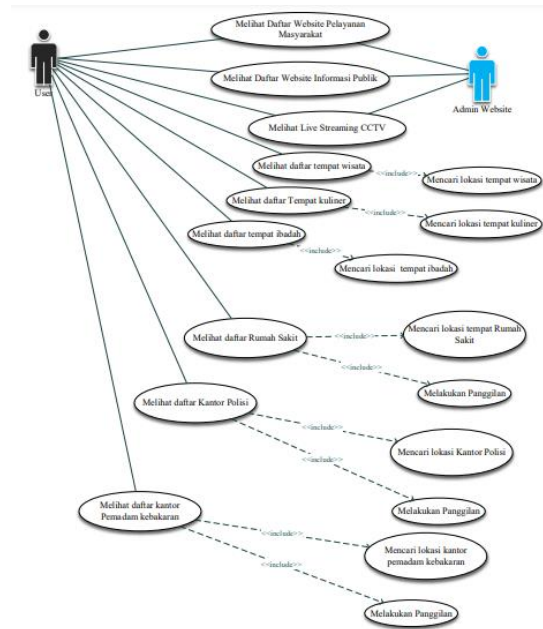 Melihat Daftar Website Pelayanan
Masyarakat
User
Melihat Daftar Website Informasi Publik
Admin Website
Melihat Live Streaming CCTV
Melihat daftar tempat wisata
<<include>>
Mencari lokasi tempat wisata
Melihat daftar Tempat kuliner
<<include>>
Mencari lokasi tempat kuliner
Melihat daftar tempat ibadah
<<include>>
Mencari lokasi tempat ibadah
Melihat daftar Rumah Sakit
<<include>>
Mencari lokasi tempat Rumah
Sakit
<<include>>
Melakukan Panggilan
Melihat daftar Kantor Polisi
<<include>>
Mencari lokasi Kantor Polisi
<<include>>
Melakukan Panggilan
Melihat daftar kantor
Pemadam kebakaran
<<include>>
Mencari lokasi kantor
pemadam kebakaran
<<include>>
Melakukan Panggilan